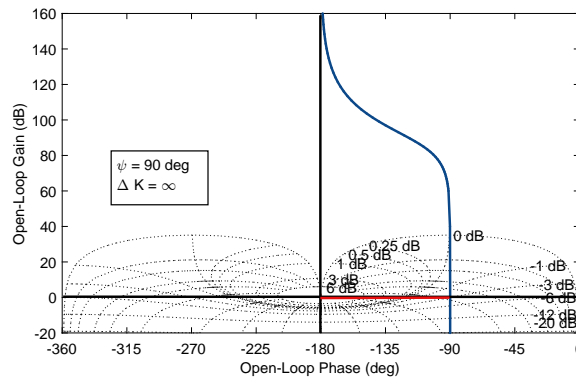 160
140
120
100
80
60
40
20
0
-20
Open-Loop Gain (dB)
ψ = 90 deg
Δ K = ∞
0 dB
0.25 dB
0.5 dB
1 dB
3 dB
6 dB
-1 dB
-3 dB
-6 dB
-12 dB
-20 dB
-360 -315 -270 -225 -180 -135 -90 -45 0
Open-Loop Phase (deg)